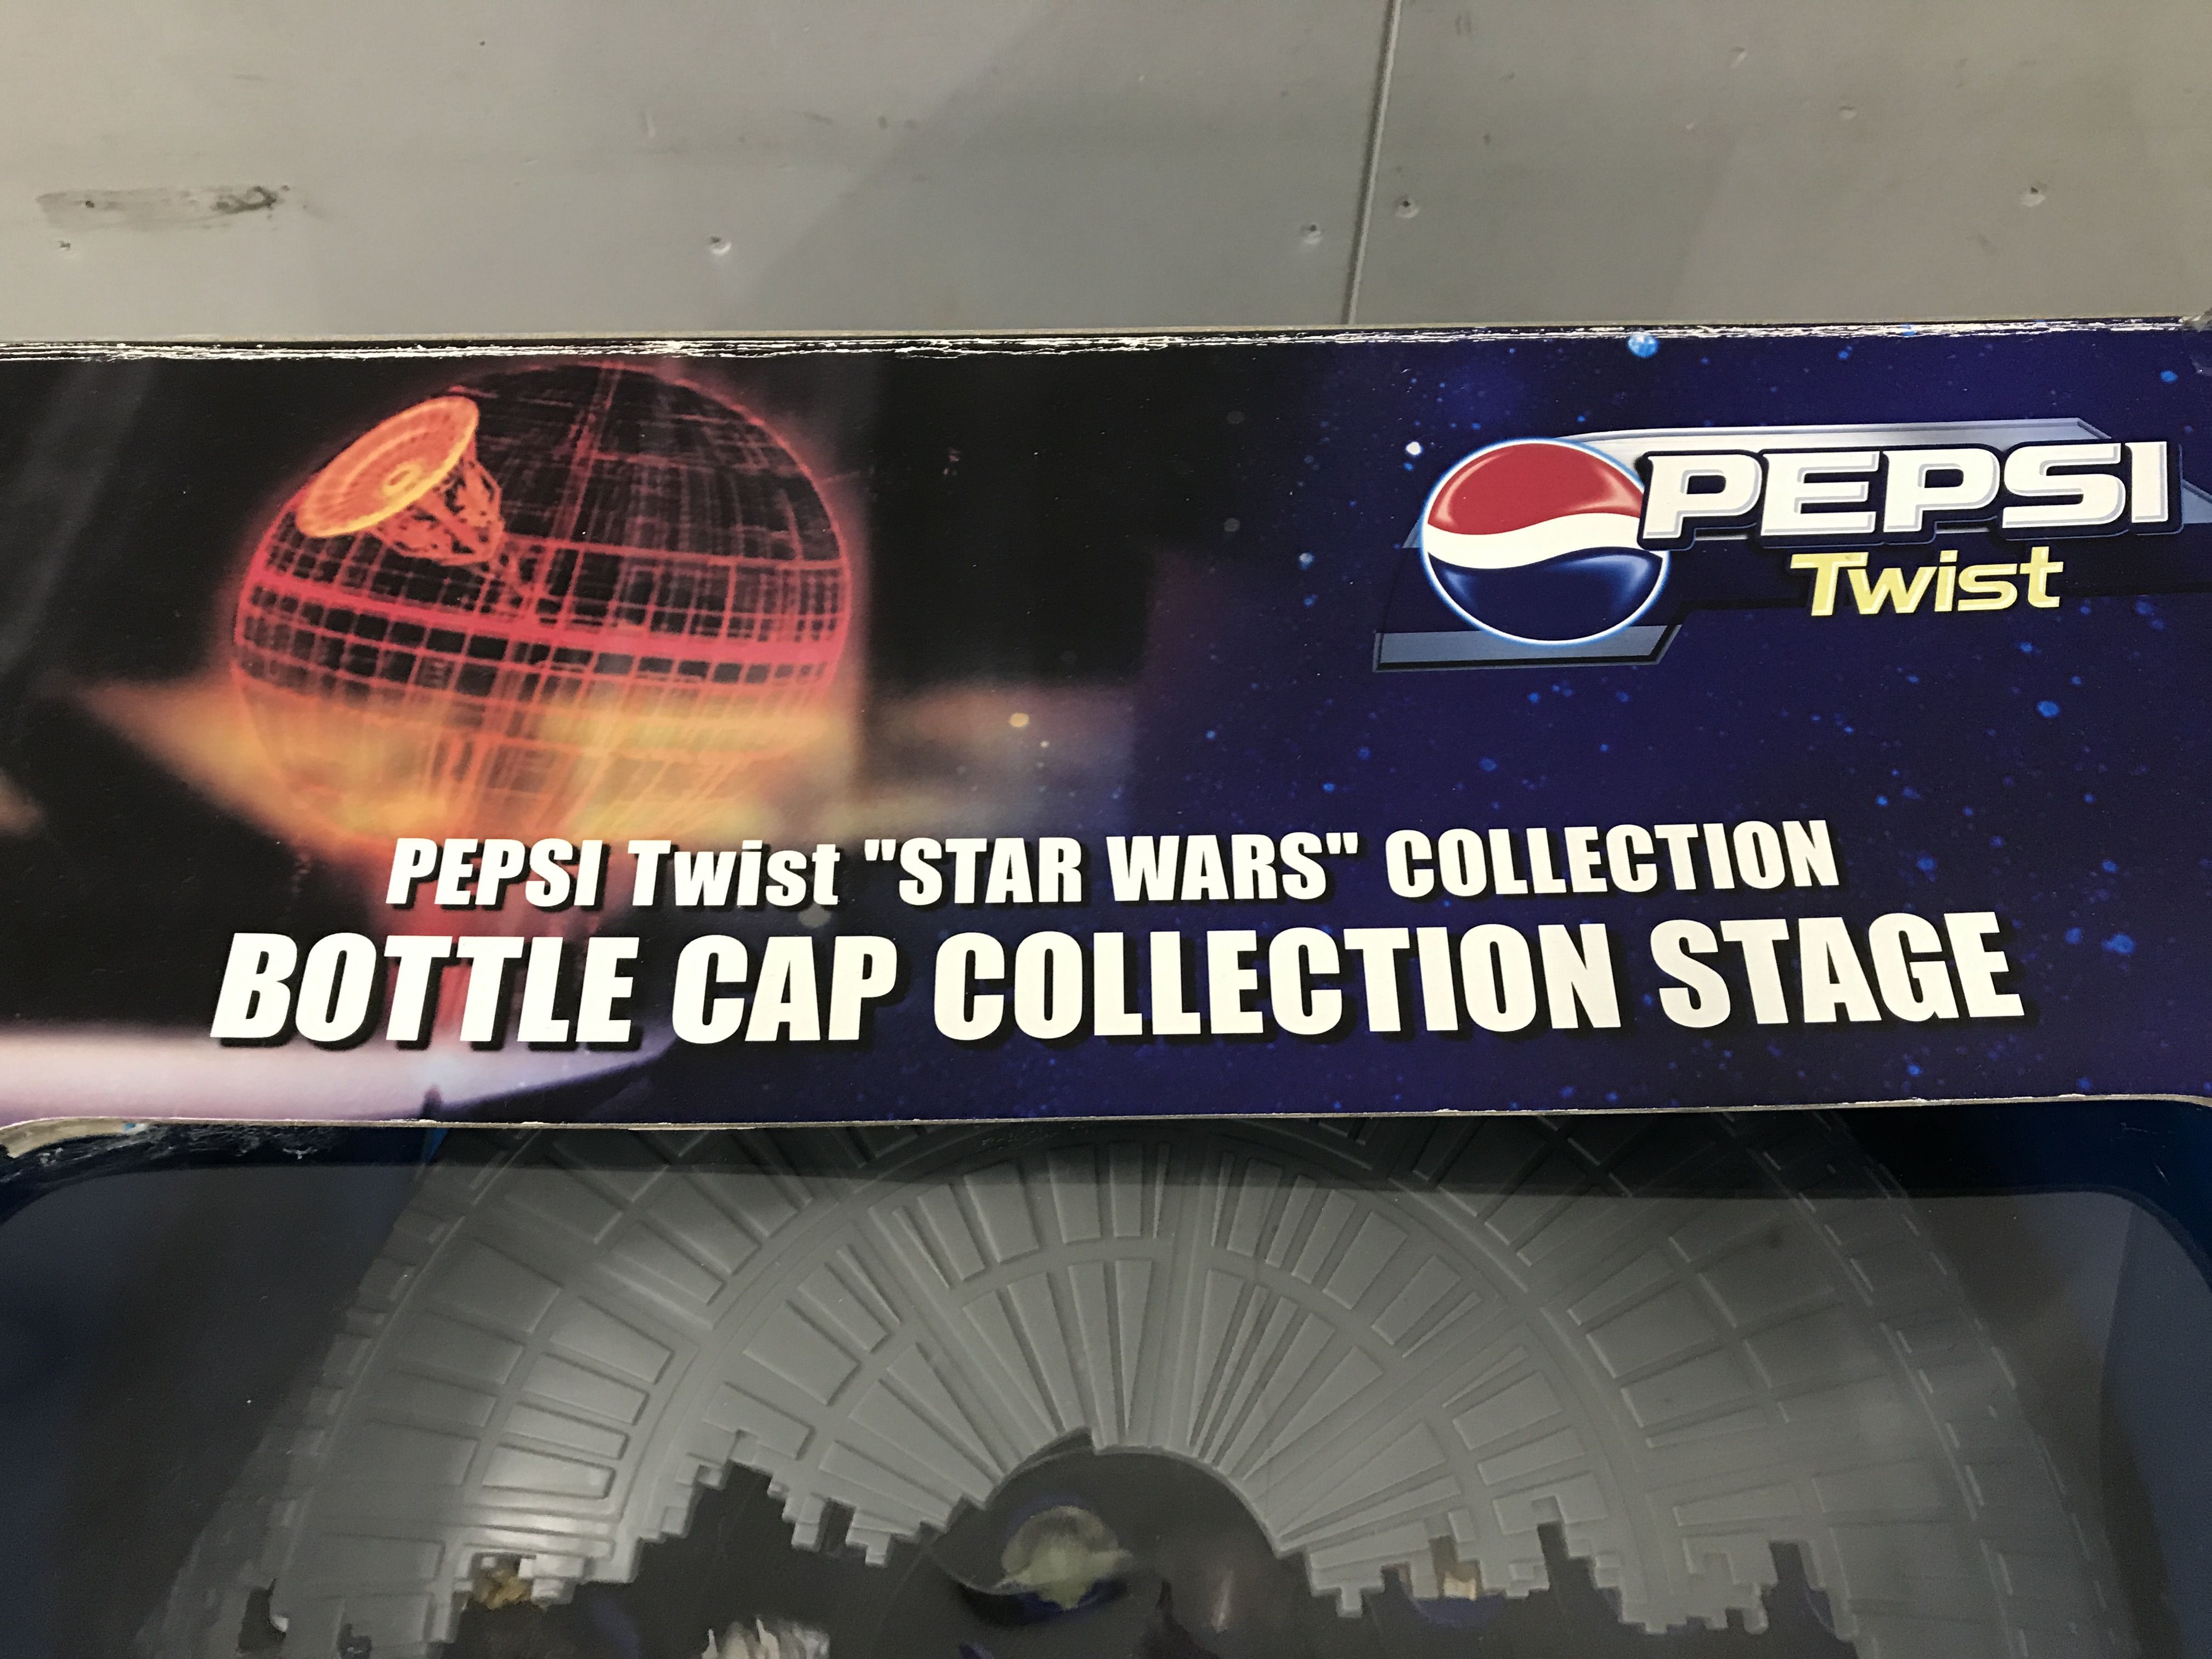 PEPSI
Twist
PEPSI Twist "STAR WARS" COLLECTION
BOTTLE CAP COLLECTION STAGE